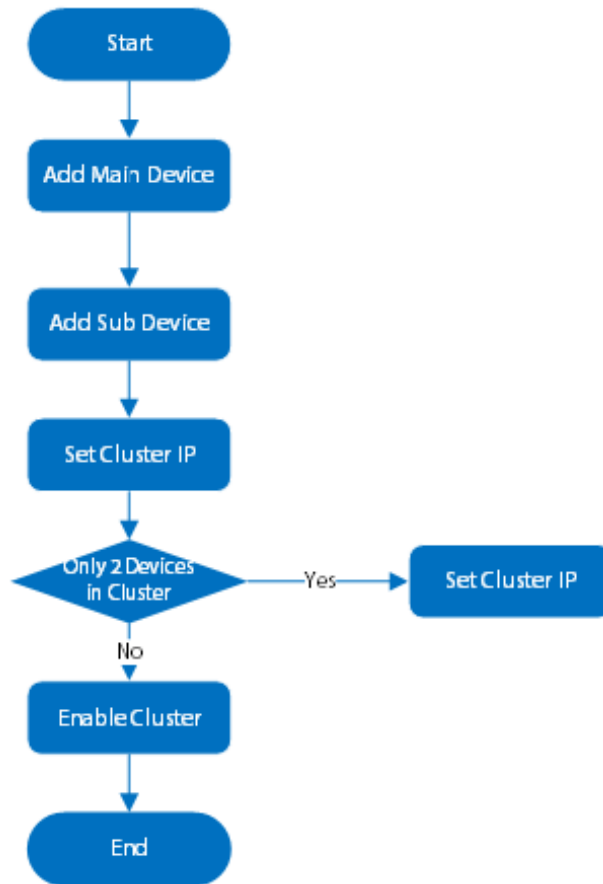 Start
Add Main Device
Add Sub Device
Set Cluster IP
Only 2 Devices
in Cluster
Yes
Set Cluster IP
No
Enable Cluster
End